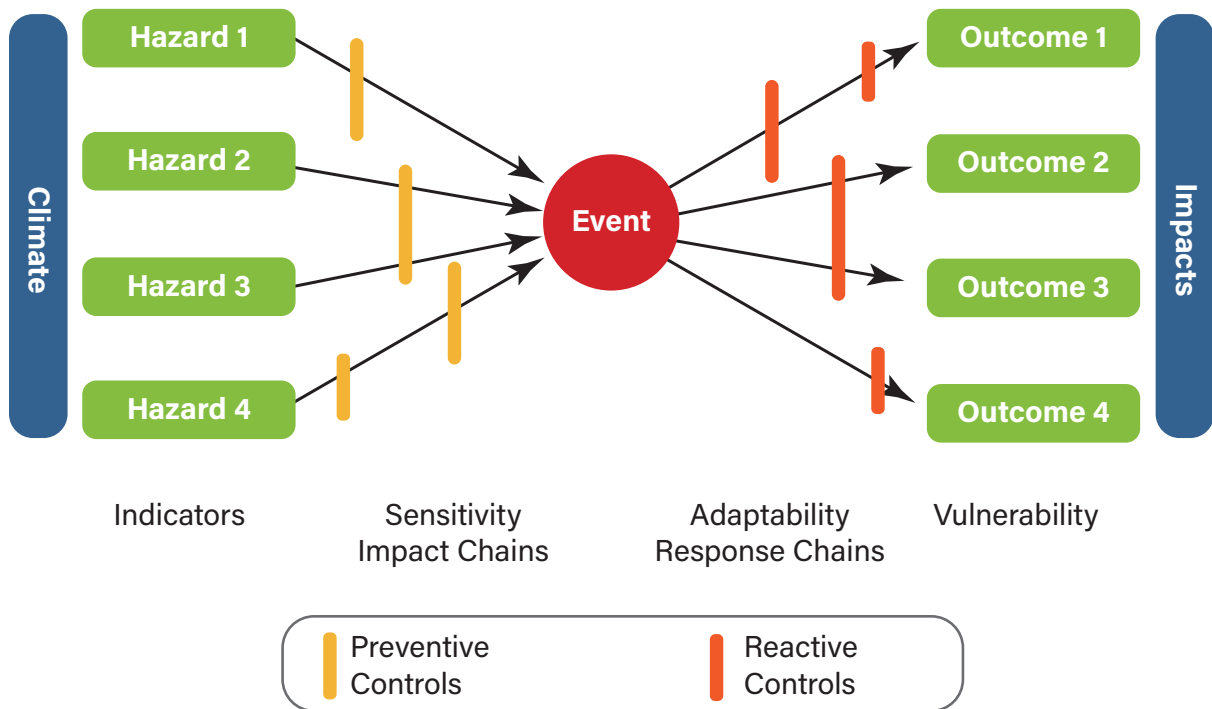 Climate
Hazard 1
Hazard 2
Hazard 3
Hazard 4
Event
Outcome 1
Outcome 2
Outcome 3
Outcome 4
Impacts
Indicators
Sensitivity
Impact Chains
Adaptability
Response Chains
Vulnerability
Preventive
Controls
Reactive
Controls